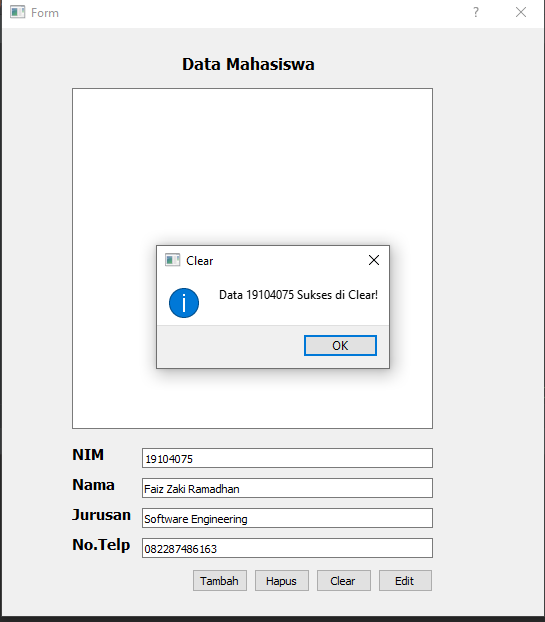 Form
Data Mahasiswa
Clear
Data 19104075 Sukses di Clear!
OK
NIM 19104075
Nama Faiz Zaki Ramadhan
Jurusan Software Engineering
No.Telp 082287486163
Tambah Hapus Clear Edit